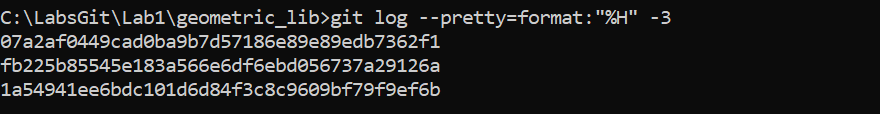 C:\LabsGit\Lab1\geometric_lib>git log --pretty=format:"%H" -3
07a2af0449cad0ba9b7d57186e89e89edb7362f1
fb225b85545e183a566e6df6ebd056737a29126a
1a54941ee6bdc101d6d84f3c8c9609bf79f9ef6b